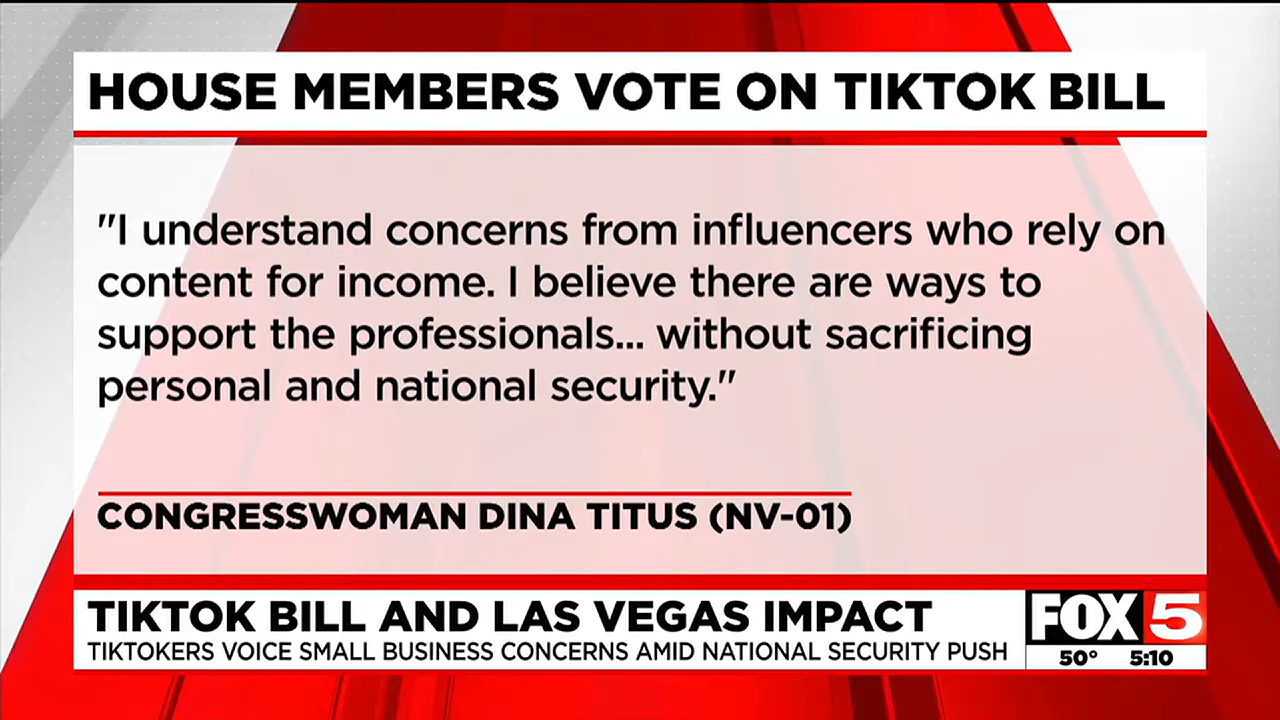 HOUSE MEMBERS VOTE ON TIKTOK BILL
"I understand concerns from influencers who rely on
content for income. I believe there are ways to
support the professionals... without sacrificing
personal and national security."
CONGRESSWOMAN DINA TITUS (NV-01)
TIKTOK BILL AND LAS VEGAS IMPACT
TIKTOKERS VOICE SMALL BUSINESS CONCERNS AMID NATIONAL SECURITY PUSH
FOX 5
50° 5:10